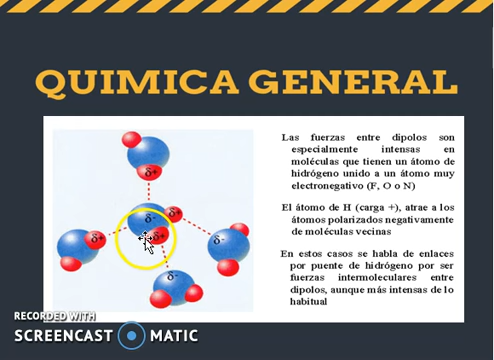 QUIMICA GENERAL
Las fuerzas entre dipolos son
especialmente intensas en
moléculas que tienen un átomo de
hidrógeno unido a un átomo muy
electronegativo (F, O o N)
El átomo de H (carga +), atrae a los
átomos polarizados negativamente
de moléculas vecinas
En estos casos se habla de enlaces
por puente de hidrógeno por ser
fuerzas intermoleculares entre
dipolos, aunque más intensas de lo
habitual
δ+
δ-
δ+
δ+
δ+
δ-
δ-
RECORDED WITH
SCREENCAST MATIC